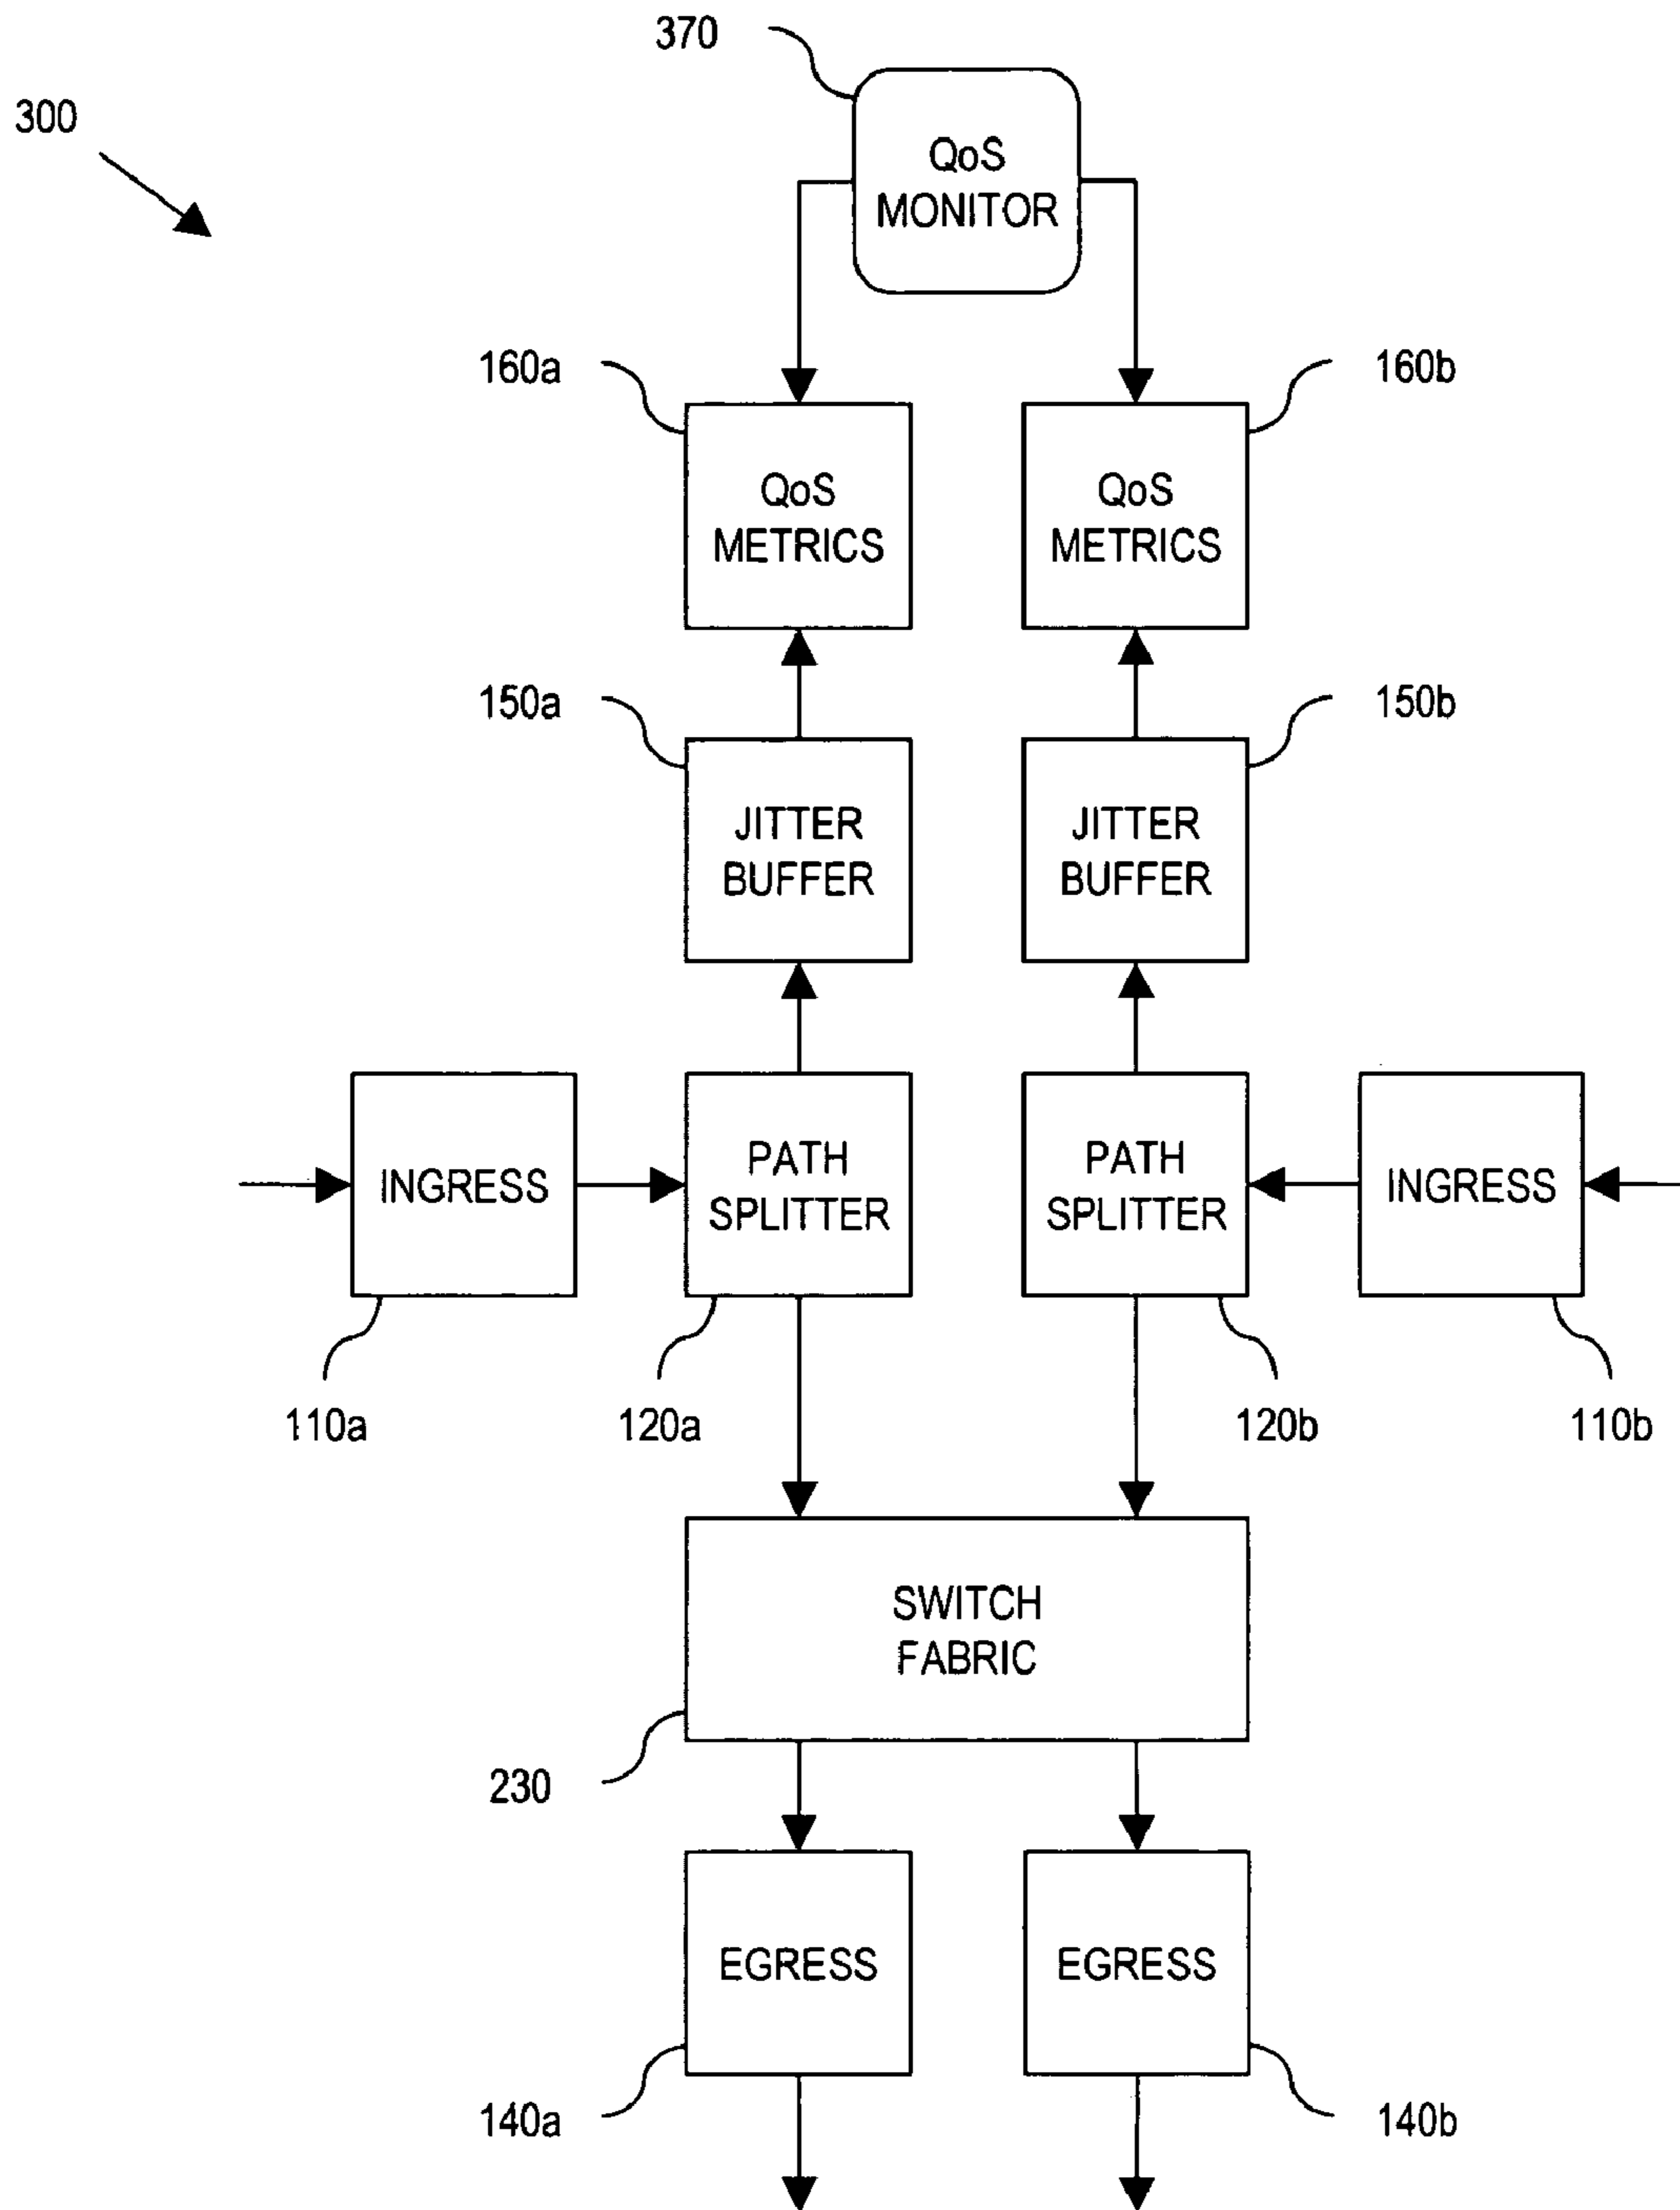 370
300
QoS
MONITOR
160a
160b
QoS
METRICS
QoS
METRICS
150a
150b
JITTER
BUFFER
JITTER
BUFFER
INGRESS
PATH
SPLITTER
PATH
SPLITTER
INGRESS
110a
120a
120b
110b
SWITCH
FABRIC
230
EGRESS
EGRESS
140a
140b